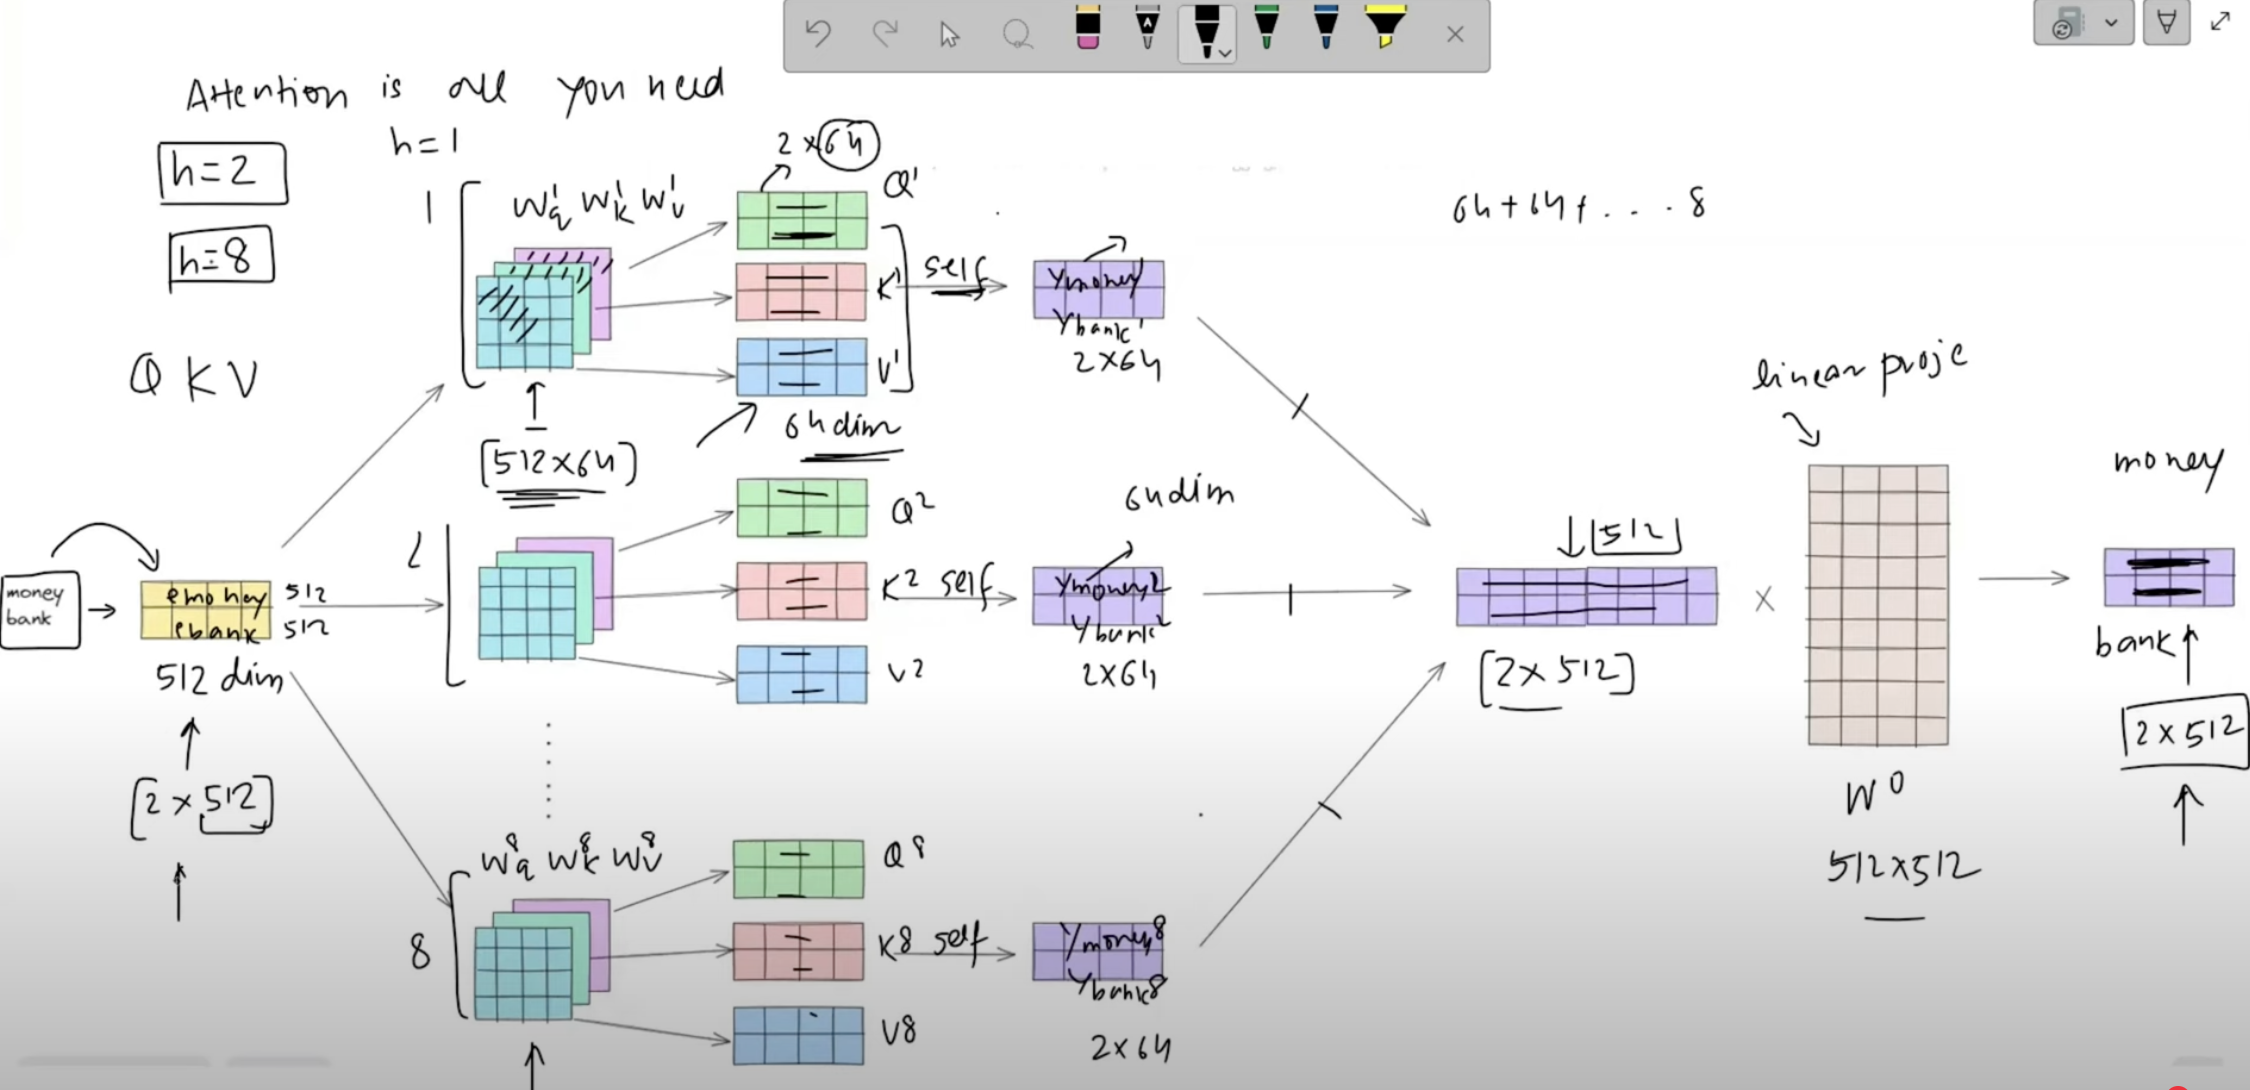 Attention is all you need
h=2
h=1
h=8
Q K V
1
Wq¹ Wk¹ Wv¹
2 × 64
Q¹
K¹
V¹
self
Ymoney¹
Ybank¹
2×64
64+64+ . . . . 8
[512×64]
64 dim
money
bank
emoney 512
ebank 512
512 dim
[2 × 512]
2
Q²
K² self
V2
64 dim
Ymoney2
Ybank2
2×64
[512]
[2 × 512]
×
linear proje
W⁰
512×512
money
bank
2 × 512
8
Wq⁸ Wk⁸ Wv⁸
Q⁸
K8 self
V8
Ymoney8
Ybank8
2×64